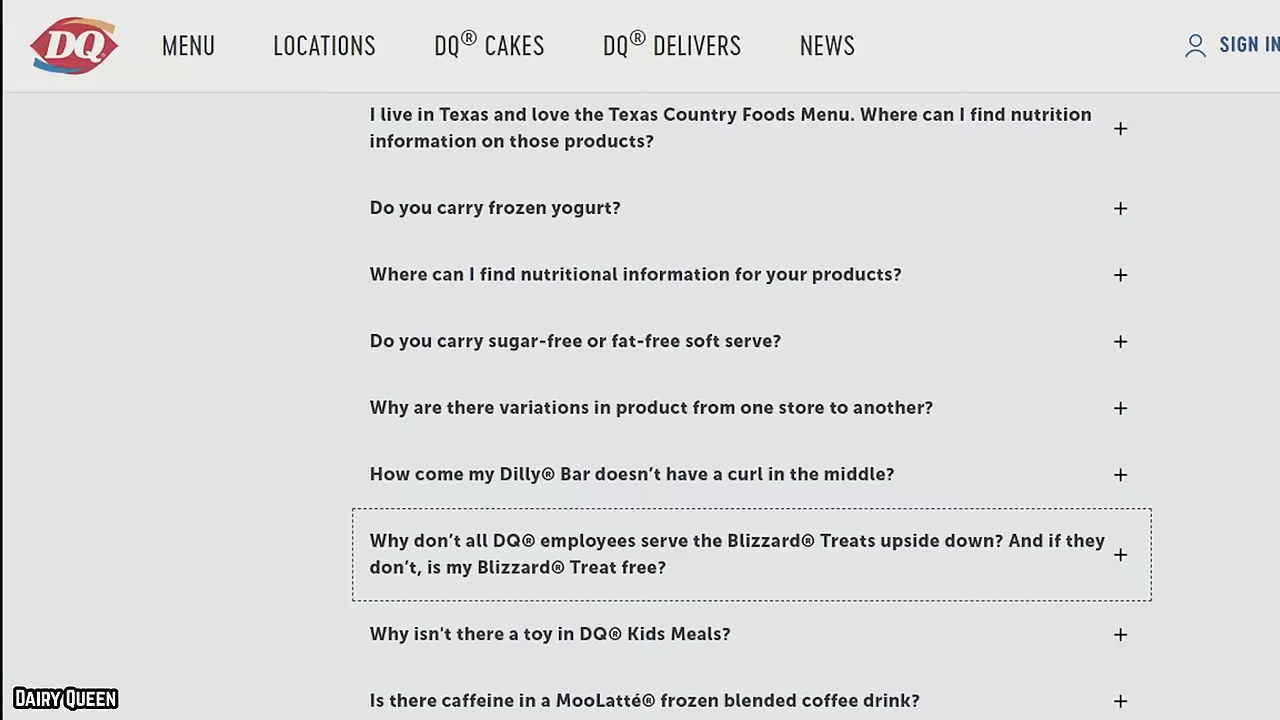 DQ®
MENU
LOCATIONS
DQ® CAKES
DQ® DELIVERS
NEWS
SIGN IN
I live in Texas and love the Texas Country Foods Menu. Where can I find nutrition
information on those products?
+
Do you carry frozen yogurt?
+
Where can I find nutritional information for your products?
+
Do you carry sugar-free or fat-free soft serve?
+
Why are there variations in product from one store to another?
+
How come my Dilly® Bar doesn’t have a curl in the middle?
+
Why don’t all DQ® employees serve the Blizzard® Treats upside down? And if they
don’t, is my Blizzard® Treat free?
+
Why isn't there a toy in DQ® Kids Meals?
+
Is there caffeine in a MooLatté® frozen blended coffee drink?
+
DAIRY QUEEN